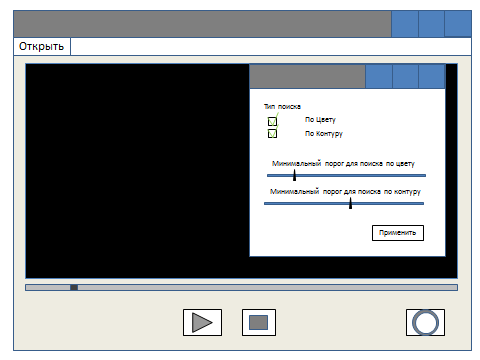 Открыть
Тип поиска
По Цвету
По Контуру
Минимальный порог для поиска по цвету
Минимальный порог для поиска по контуру
Применить